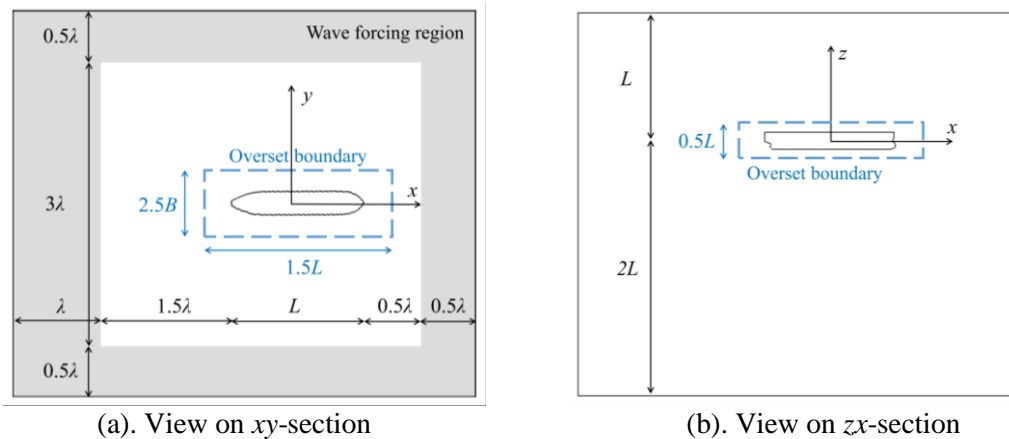 0.5λ
Wave forcing region
y
Overset boundary
x
2.5B
3λ
1.5L
λ
1.5λ
L
0.5λ
0.5λ
0.5λ
(a). View on xy-section
L
z
x
0.5L
Overset boundary
2L
(b). View on zx-section